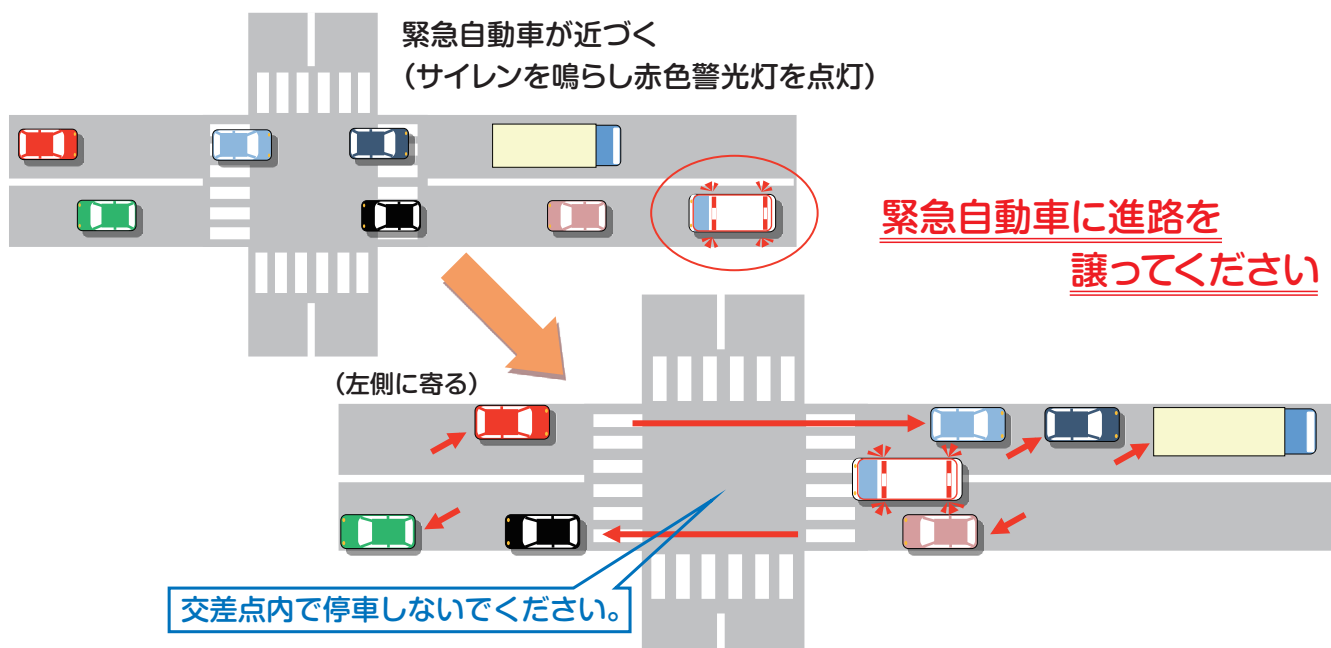 緊急自動車が近づく
（サイレンを鳴らし赤色警光灯を点灯）
緊急自動車に進路を
譲ってください
（左側に寄る）
交差点内で停車しないでください。